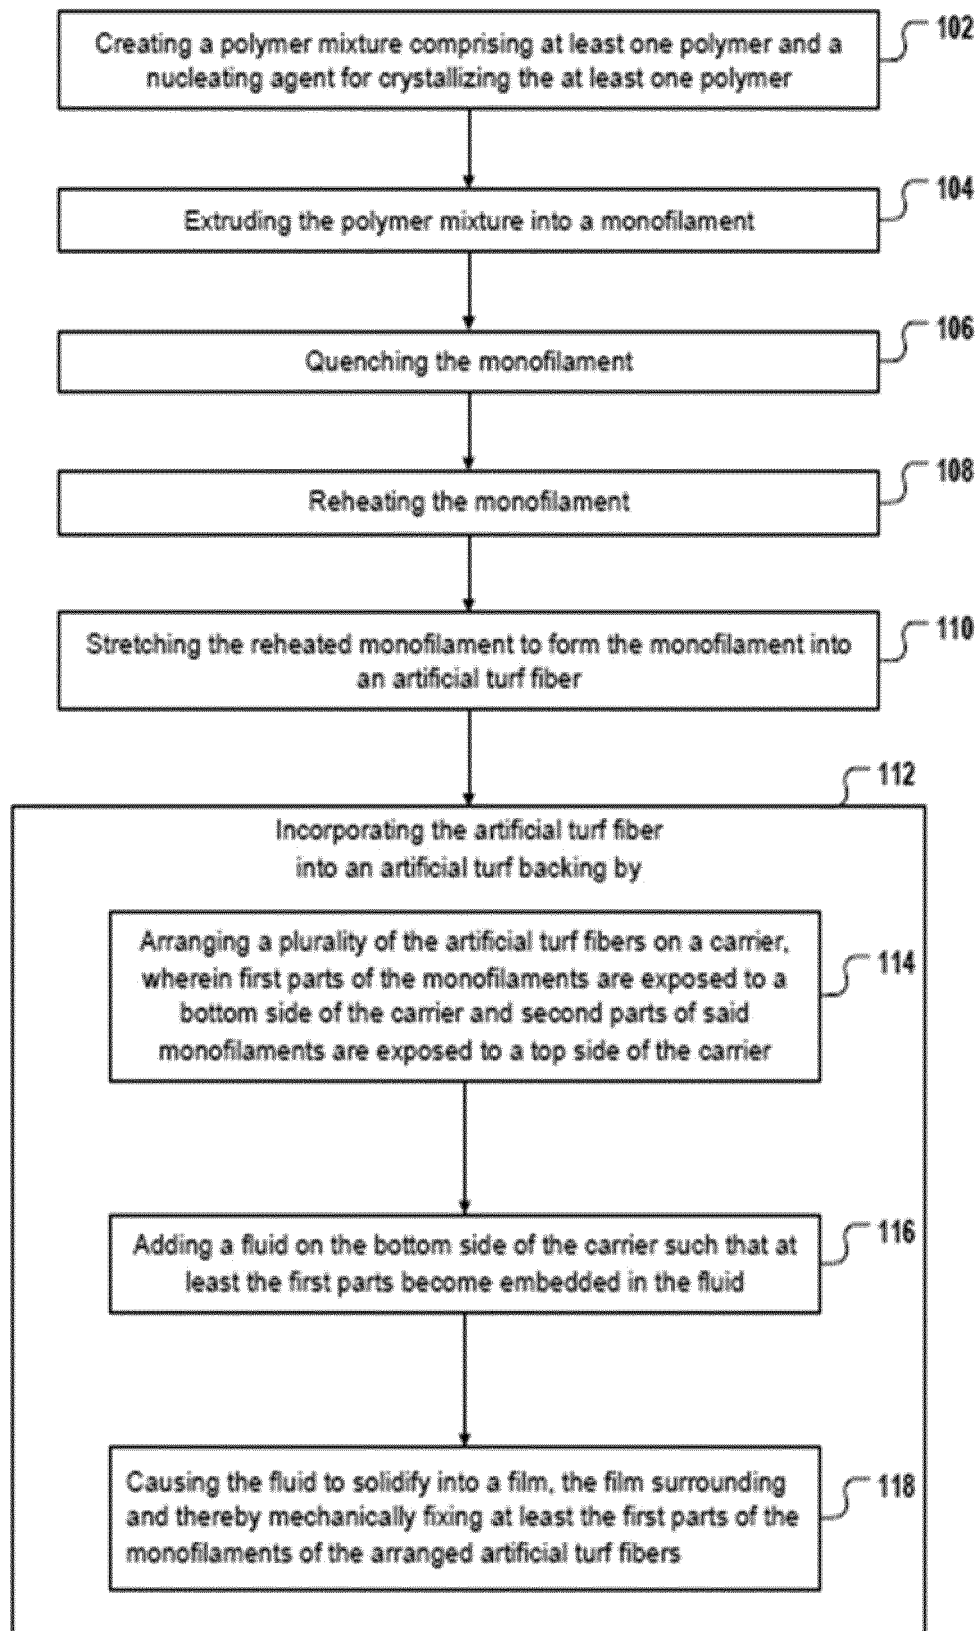 102
Creating a polymer mixture comprising at least one polymer and a
nucleating agent for crystallizing the at least one polymer
104
Extruding the polymer mixture into a monofilament
106
Quenching the monofilament
108
Reheating the monofilament
110
Stretching the reheated monofilament to form the monofilament into
an artificial turf fiber
112
Incorporating the artificial turf fiber
into an artificial turf backing by
Arranging a plurality of the artificial turf fibers on a carrier,
114
wherein first parts of the monofilaments are exposed to a
bottom side of the carrier and second parts of said
monofilaments are exposed to a top side of the carrier
116
Adding a fluid on the bottom side of the carrier such that at
least the first parts become embedded in the fluid
118
Causing the fluid to solidify into a film, the film surrounding
and thereby mechanically fixing at least the first parts of the
monofilaments of the arranged artificial turf fibers